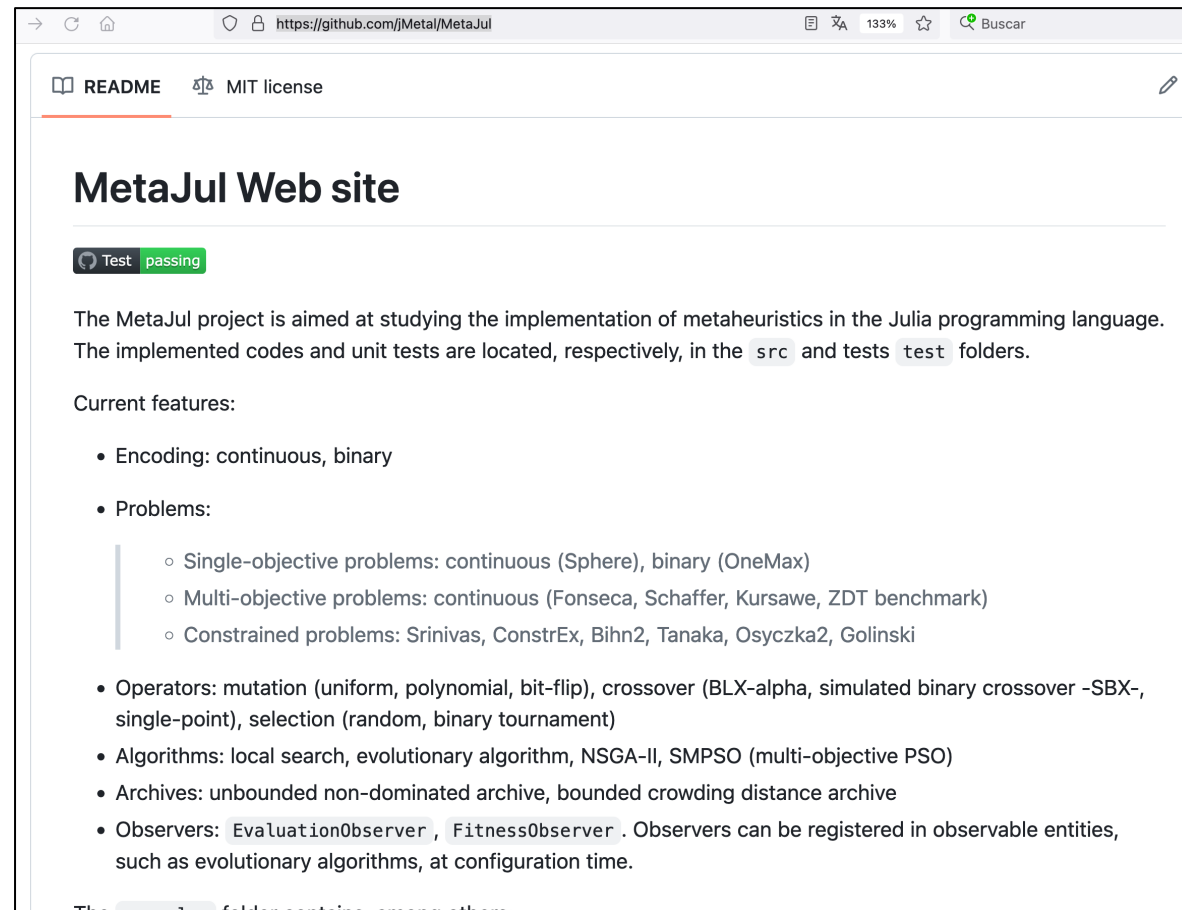 https://github.com/jMetal/MetaJul
133%
Buscar
README
MIT license
MetaJul Web site
Test passing
The MetaJul project is aimed at studying the implementation of metaheuristics in the Julia programming language.
The implemented codes and unit tests are located, respectively, in the src and tests test folders.
Current features:
• Encoding: continuous, binary
• Problems:
◦ Single-objective problems: continuous (Sphere), binary (OneMax)
◦ Multi-objective problems: continuous (Fonseca, Schaffer, Kursawe, ZDT benchmark)
◦ Constrained problems: Srinivas, ConstrEx, Bihn2, Tanaka, Osyczka2, Golinski
• Operators: mutation (uniform, polynomial, bit-flip), crossover (BLX-alpha, simulated binary crossover -SBX-,
single-point), selection (random, binary tournament)
• Algorithms: local search, evolutionary algorithm, NSGA-II, SMPSO (multi-objective PSO)
• Archives: unbounded non-dominated archive, bounded crowding distance archive
• Observers: EvaluationObserver, FitnessObserver. Observers can be registered in observable entities,
such as evolutionary algorithms, at configuration time.